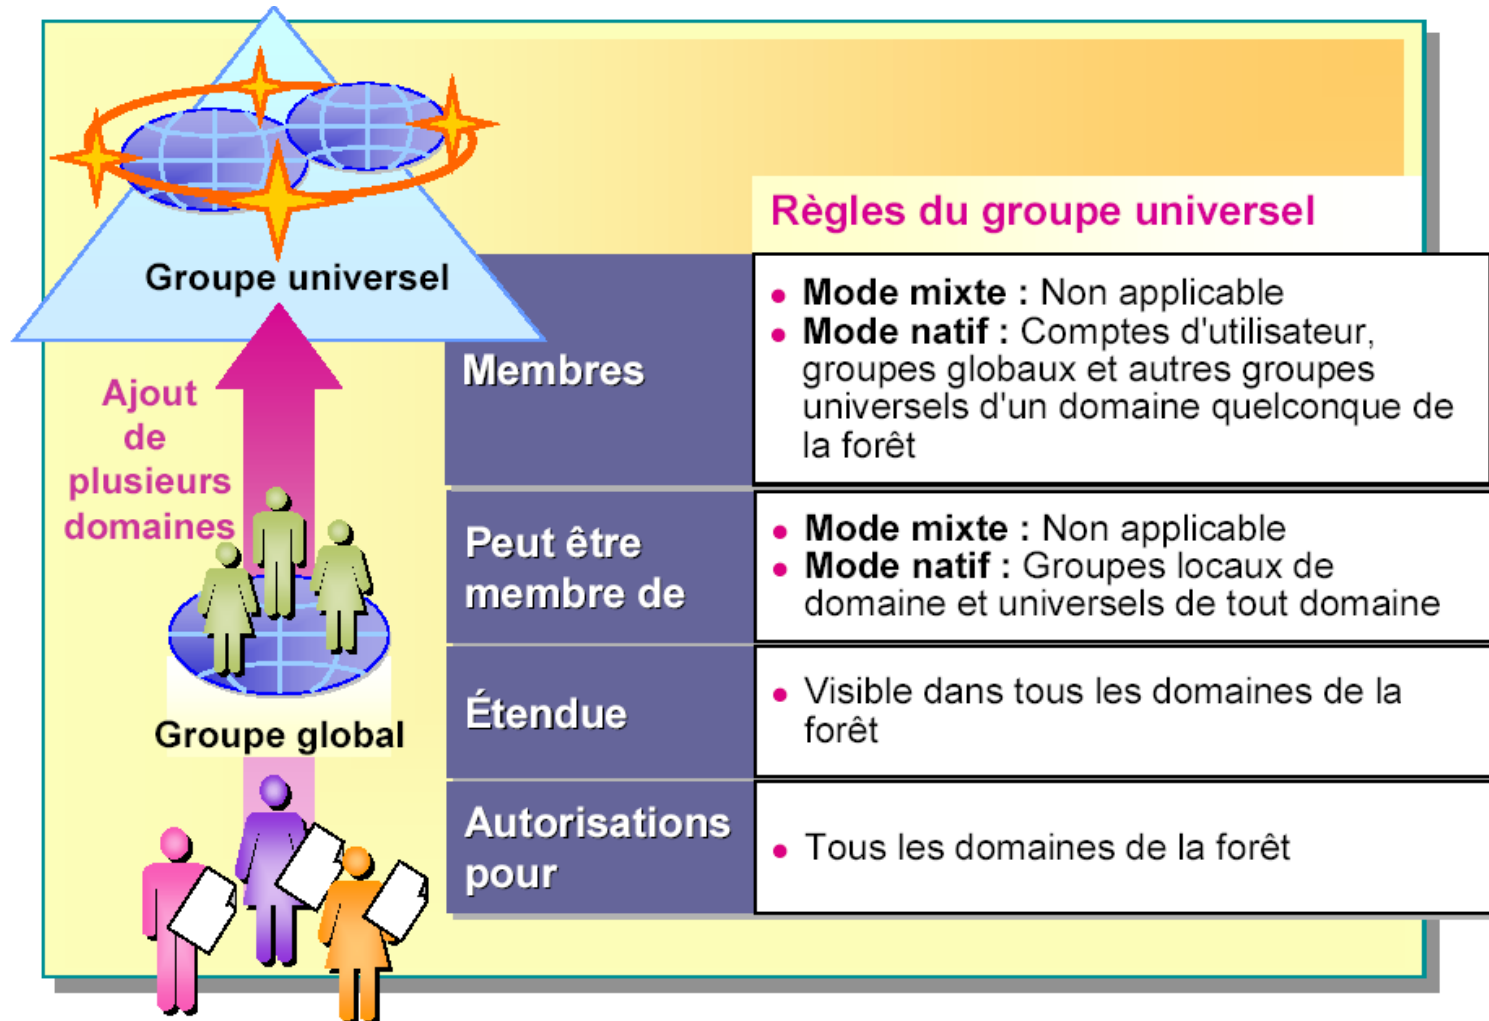 Groupe universel
Ajout
de
plusieurs
domaines
Groupe global
Règles du groupe universel
Membres
• Mode mixte : Non applicable
• Mode natif : Comptes d'utilisateur,
groupes globaux et autres groupes
universels d'un domaine quelconque de
la forêt
Peut être
membre de
• Mode mixte : Non applicable
• Mode natif : Groupes locaux de
domaine et universels de tout domaine
Étendue
• Visible dans tous les domaines de la
forêt
Autorisations
pour
• Tous les domaines de la forêt